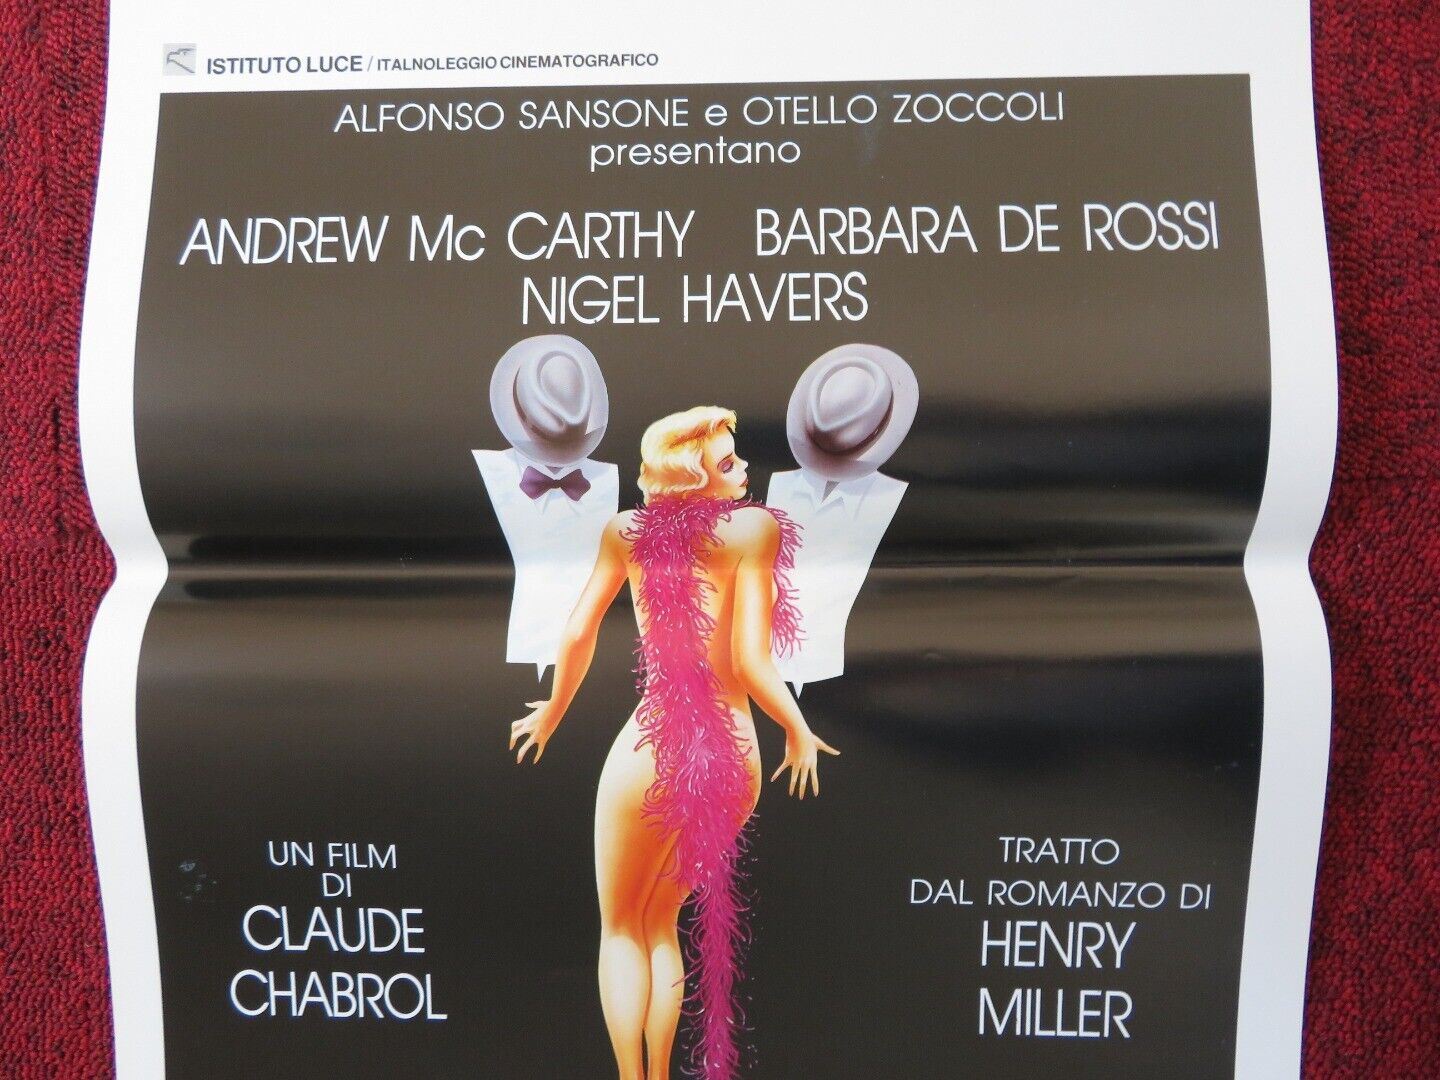 ISTITUTO LUCE / ITALNOLEGGIO CINEMATOGRAFICO
ALFONSO SANSONE e OTELLO ZOCCOLI
presentano
ANDREW Mc CARTHY BARBARA DE ROSSI
NIGEL HAVERS
UN FILM
DI
CLAUDE
CHABROL
TRATTO
DAL ROMANZO DI
HENRY
MILLER